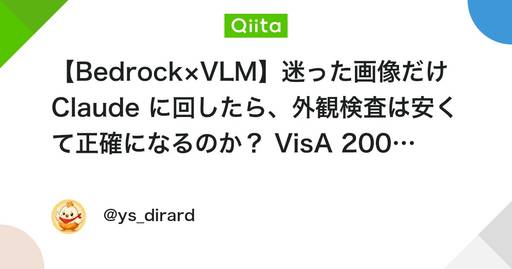 Qiita
【Bedrock×VLM】迷った画像だけ
Claude に回したら、外観検査は安く
て正確になるのか？ VisA 200…
@ys_dirard